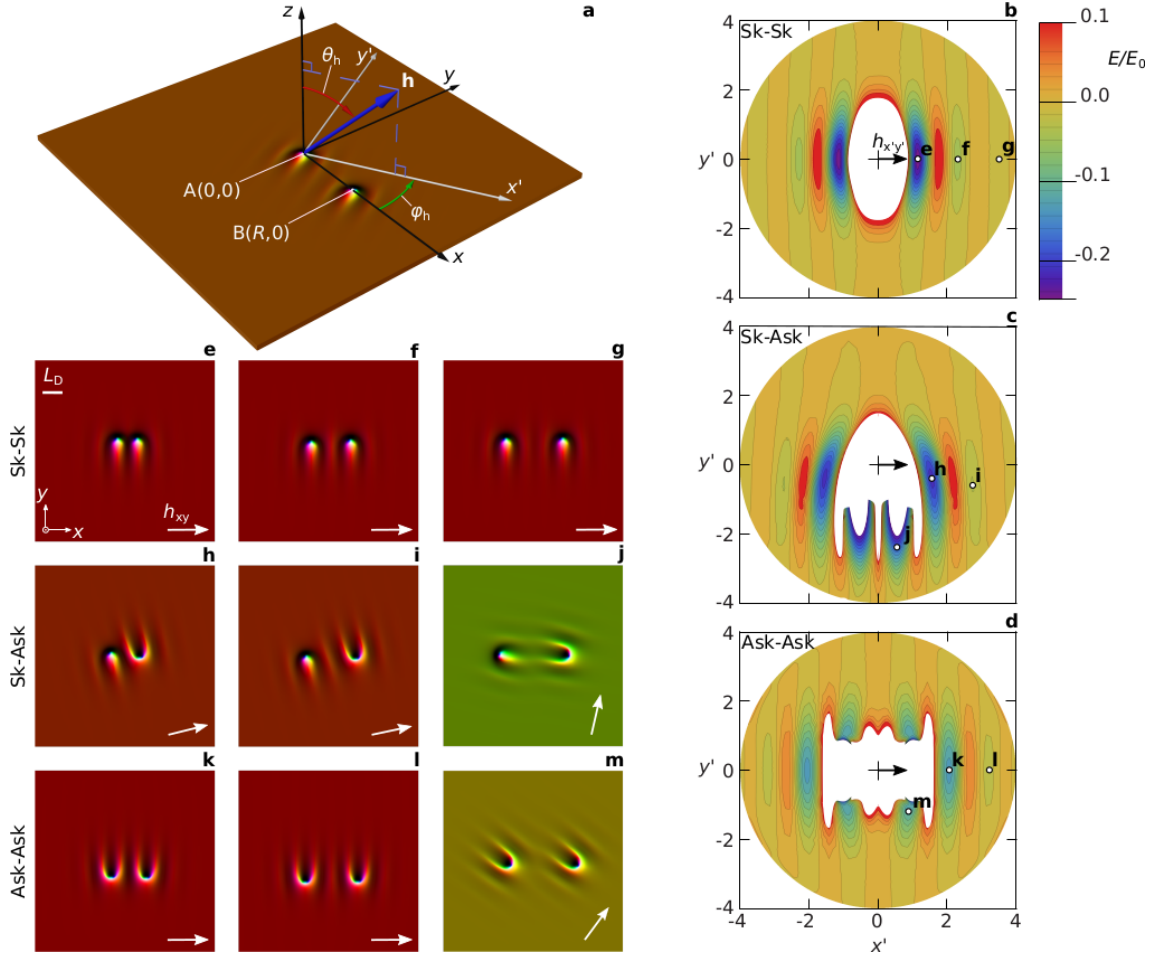 a
z
θh
y'
h
y
A(0,0)
B(R,0)
x'
φh
x
b
Sk-Sk
4
2
y' 0
-2
-4
hx'y'
e
f
g
0.1
E/E0
0.0
-0.1
-0.2
c
Sk-Ask
4
2
y' 0
-2
-4
h
i
j
d
Ask-Ask
4
2
y' 0
-2
-4
k
l
m
-4 -2 0 2 4
x'
e f g
Sk-Sk
LD
y
x
hxy
h i j
Sk-Ask
k l m
Ask-Ask